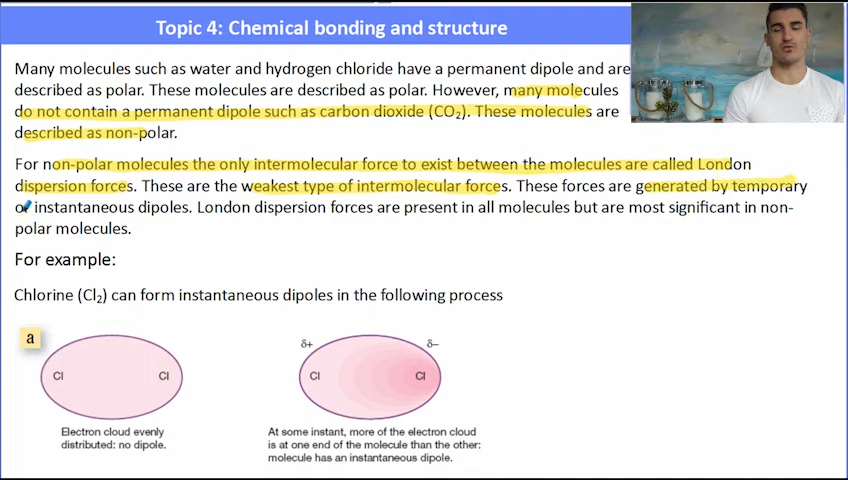 Topic 4: Chemical bonding and structure
Many molecules such as water and hydrogen chloride have a permanent dipole and are
described as polar. These molecules are described as polar. However, many molecules
do not contain a permanent dipole such as carbon dioxide (CO₂). These molecules are
described as non-polar.
For non-polar molecules the only intermolecular force to exist between the molecules are called London
dispersion forces. These are the weakest type of intermolecular forces. These forces are generated by temporary
or instantaneous dipoles. London dispersion forces are present in all molecules but are most significant in non-
polar molecules.
For example:
Chlorine (Cl₂) can form instantaneous dipoles in the following process
a
Cl Cl
δ+ δ–
Cl Cl
Electron cloud evenly
distributed: no dipole.
At some instant, more of the electron cloud
is at one end of the molecule than the other:
molecule has an instantaneous dipole.